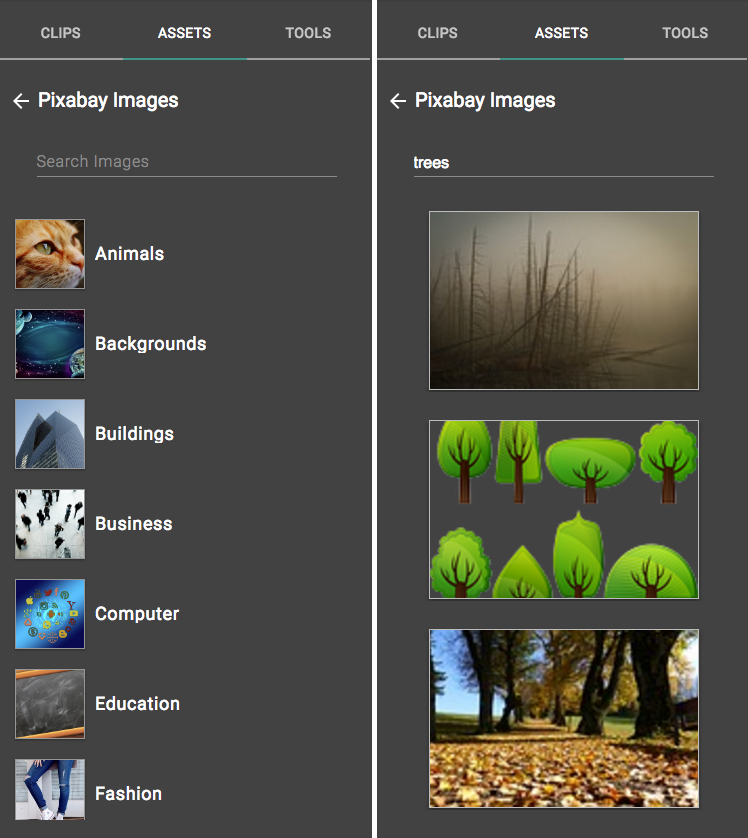 CLIPS ASSETS TOOLS
Pixabay Images
Search Images
Animals
Backgrounds
Buildings
Business
Computer
Education
Fashion
CLIPS ASSETS TOOLS
Pixabay Images
trees